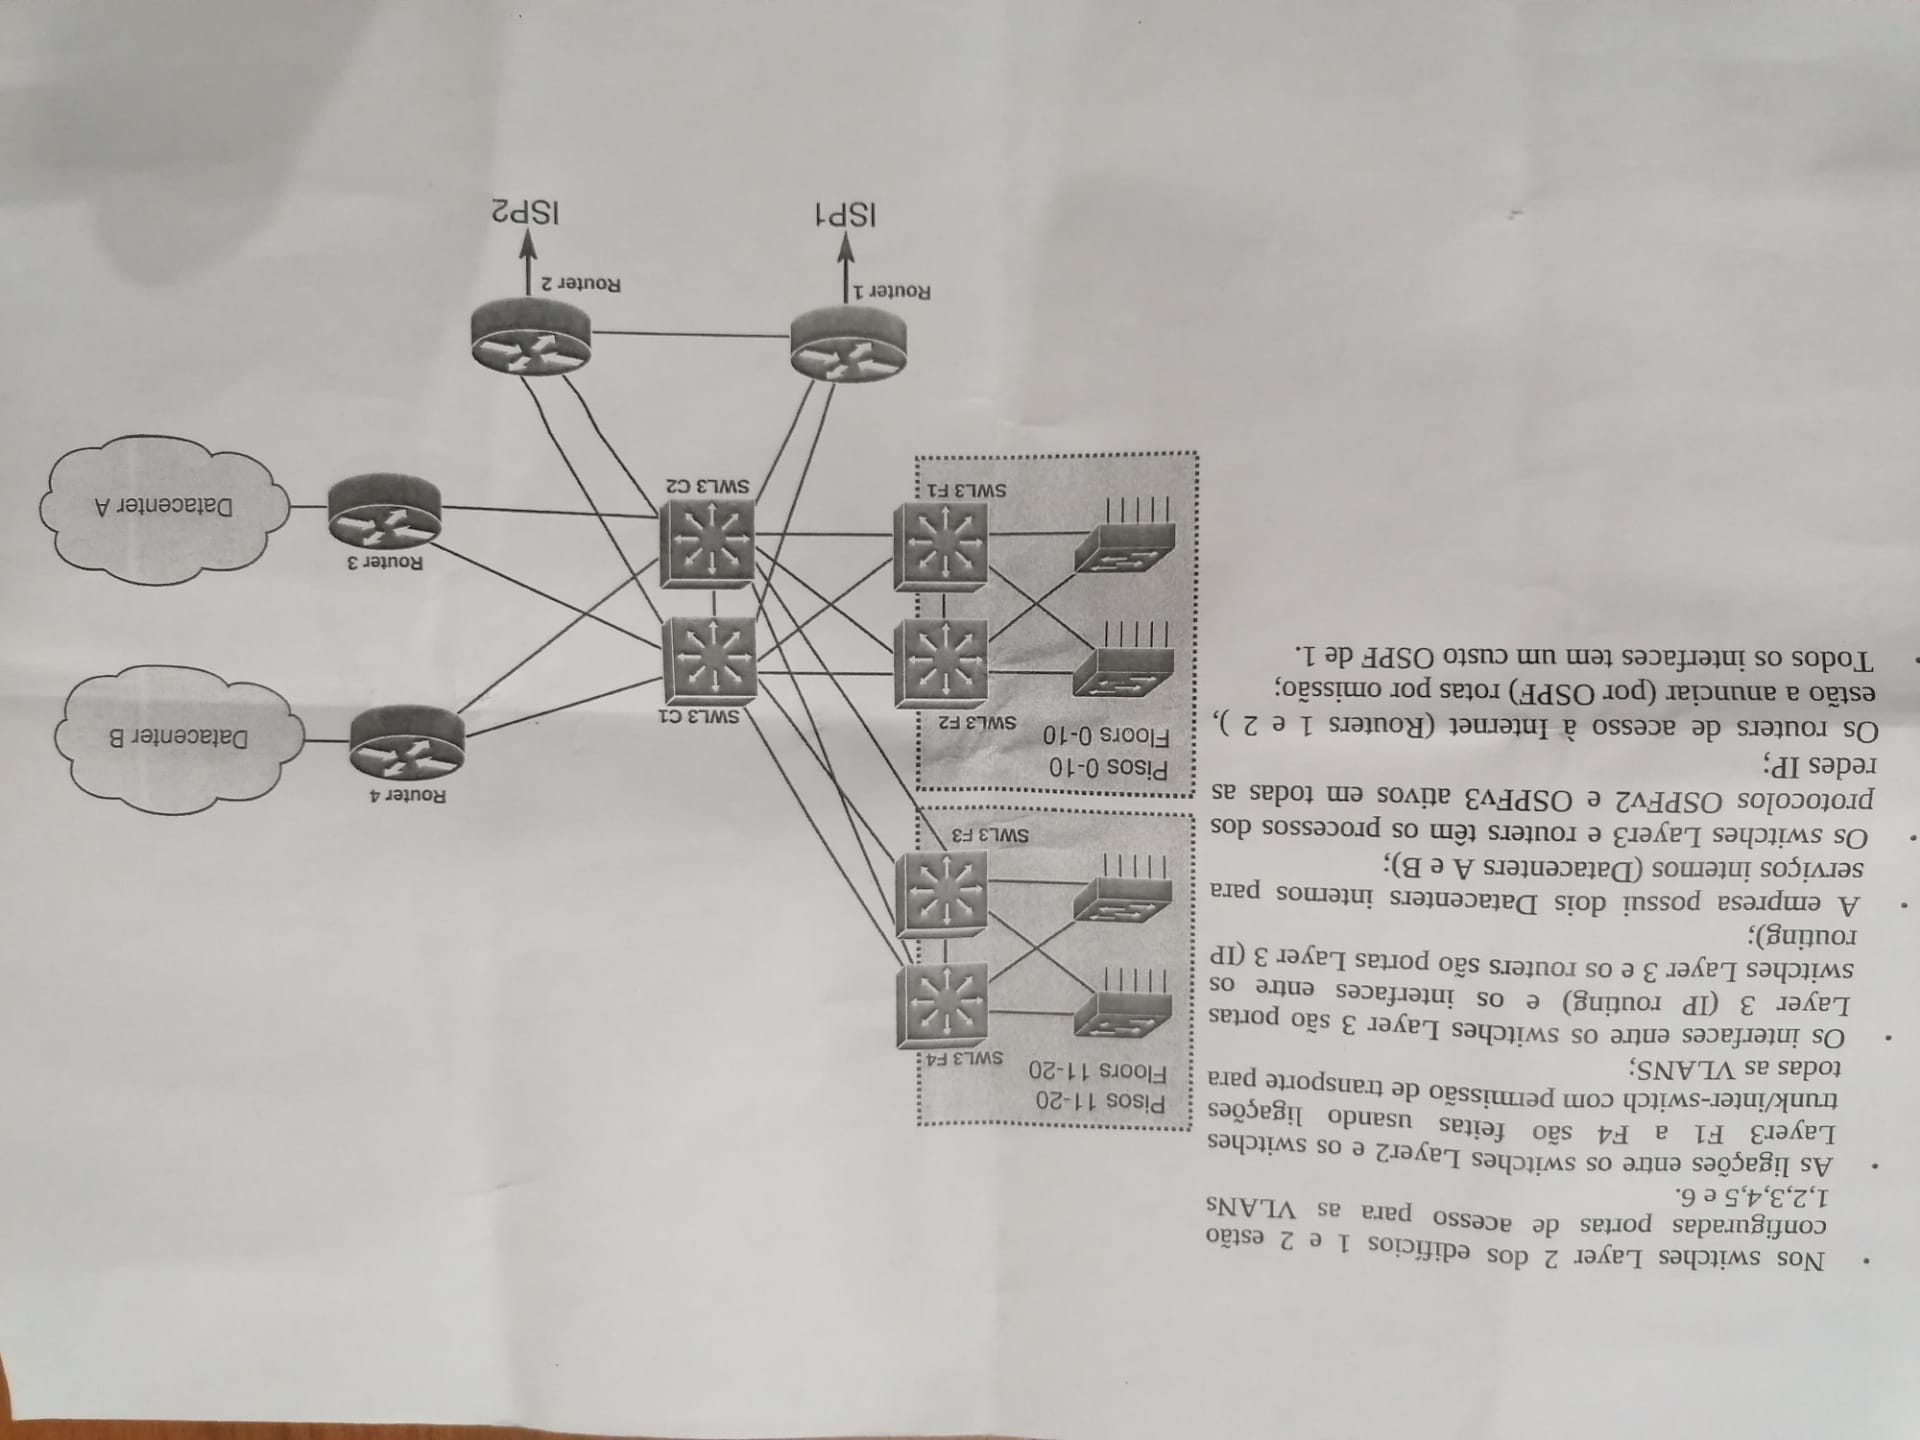 • Nos switches Layer 2 dos edifícios 1 e 2 estão
configuradas portas de acesso para as VLANs
1,2,3,4,5 e 6.
• As ligações entre os switches Layer2 e os switches
Layer3 F1 a F4 são feitas usando ligações
trunk/inter-switch com permissão de transporte para
todas as VLANS;
• Os interfaces entre os switches Layer 3 são portas
Layer 3 (IP routing) e os interfaces entre os
switches Layer 3 e os routers são portas Layer 3 (IP
routing);
• A empresa possui dois Datacenters internos para
serviços internos (Datacenters A e B);
• Os switches Layer3 e routers têm os processos dos
protocolos OSPFv2 e OSPFv3 ativos em todas as
redes IP;
Os routers de acesso à Internet (Routers 1 e 2 ),
estão a anunciar (por OSPF) rotas por omissão;
• Todos os interfaces tem um custo OSPF de 1.
Pisos 11-20
Floors 11-20
SWL3 F4
SWL3 F3
Pisos 0-10
Floors 0-10
SWL3 F2
SWL3 F1
SWL3 C1
SWL3 C2
Router 4
Datacenter B
Router 3
Datacenter A
Router 1
Router 2
ISP1
ISP2